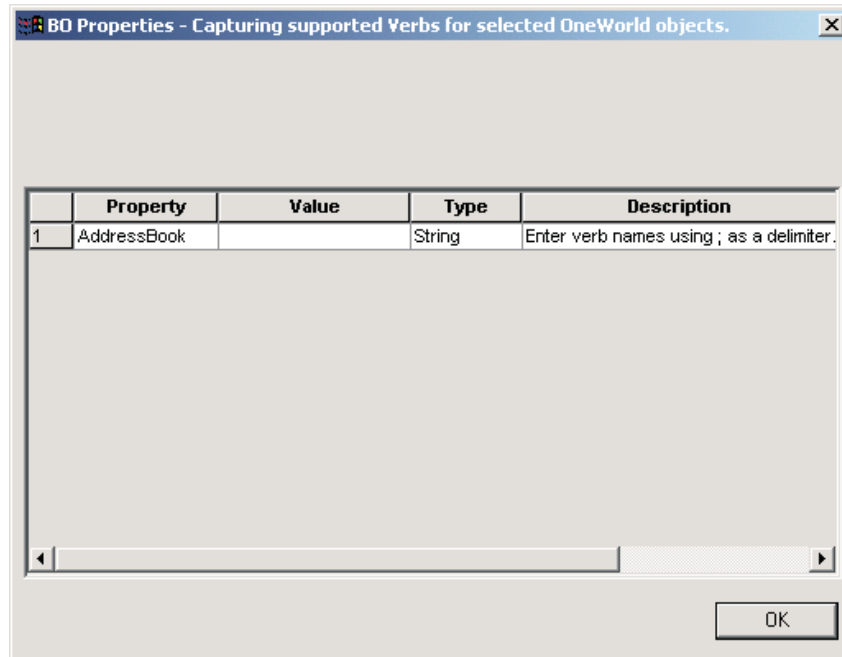 BO Properties - Capturing supported Verbs for selected OneWorld objects.
Property Value Type Description
1 AddressBook String Enter verb names using ; as a delimiter.
OK